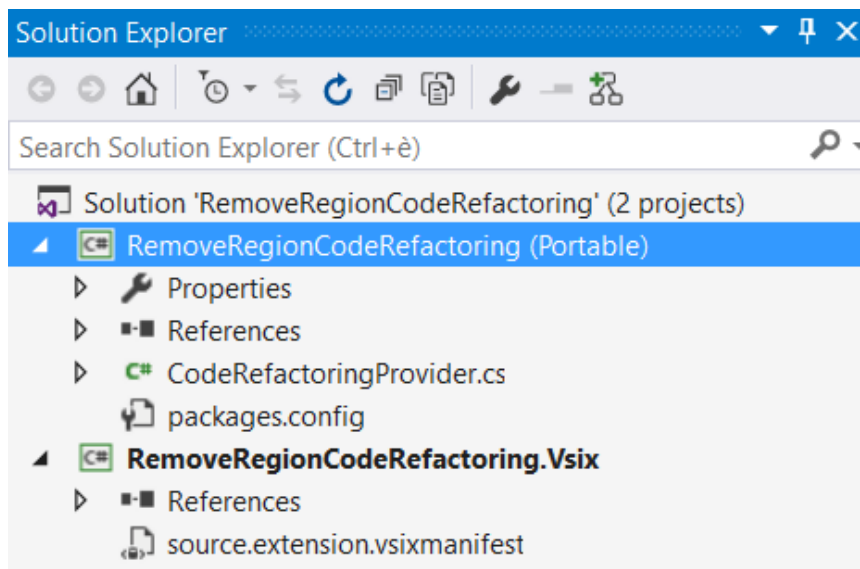 Solution Explorer
Search Solution Explorer (Ctrl+è)
Solution 'RemoveRegionCodeRefactoring' (2 projects)
C# RemoveRegionCodeRefactoring (Portable)
Properties
References
C# CodeRefactoringProvider.cs
packages.config
C# RemoveRegionCodeRefactoring.Vsix
References
source.extension.vsixmanifest